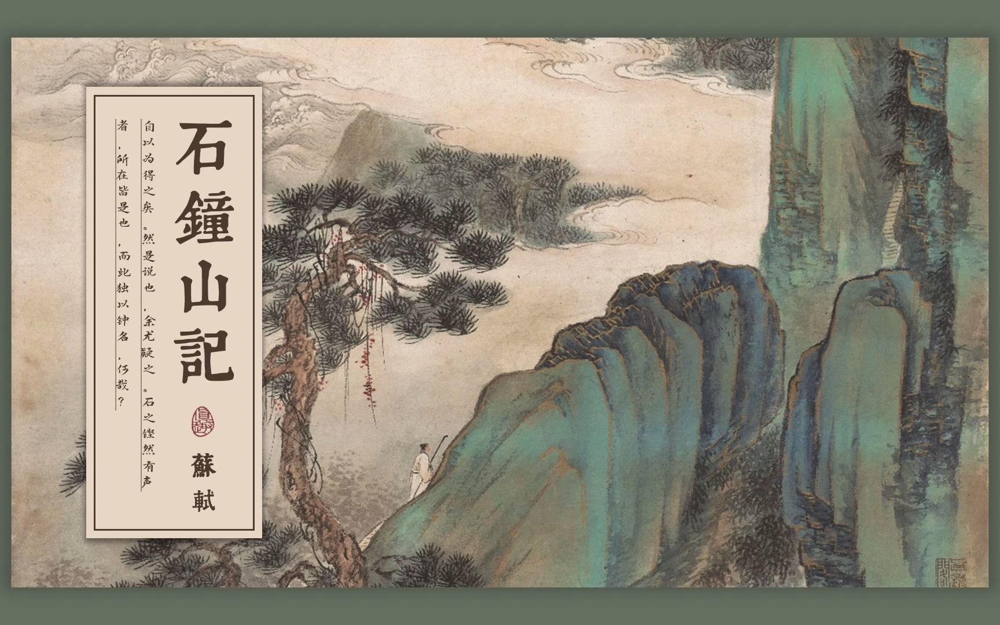 石鐘山記
蘇軾
自以为得之矣。然是说也，余尤疑之。石之铿然有声
者，所在皆是也，而此独以钟名，何哉？